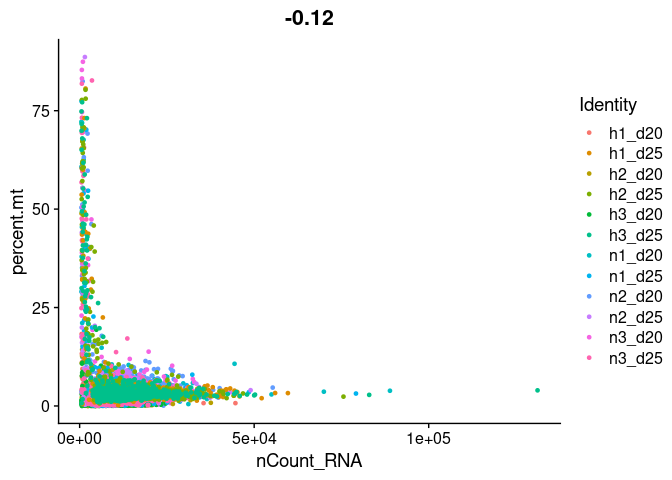 -0.12
percent.mt
75
50
25
0
0e+00
5e+04
1e+05
nCount_RNA
Identity
h1_d20
h1_d25
h2_d20
h2_d25
h3_d20
h3_d25
n1_d20
n1_d25
n2_d20
n2_d25
n3_d20
n3_d25